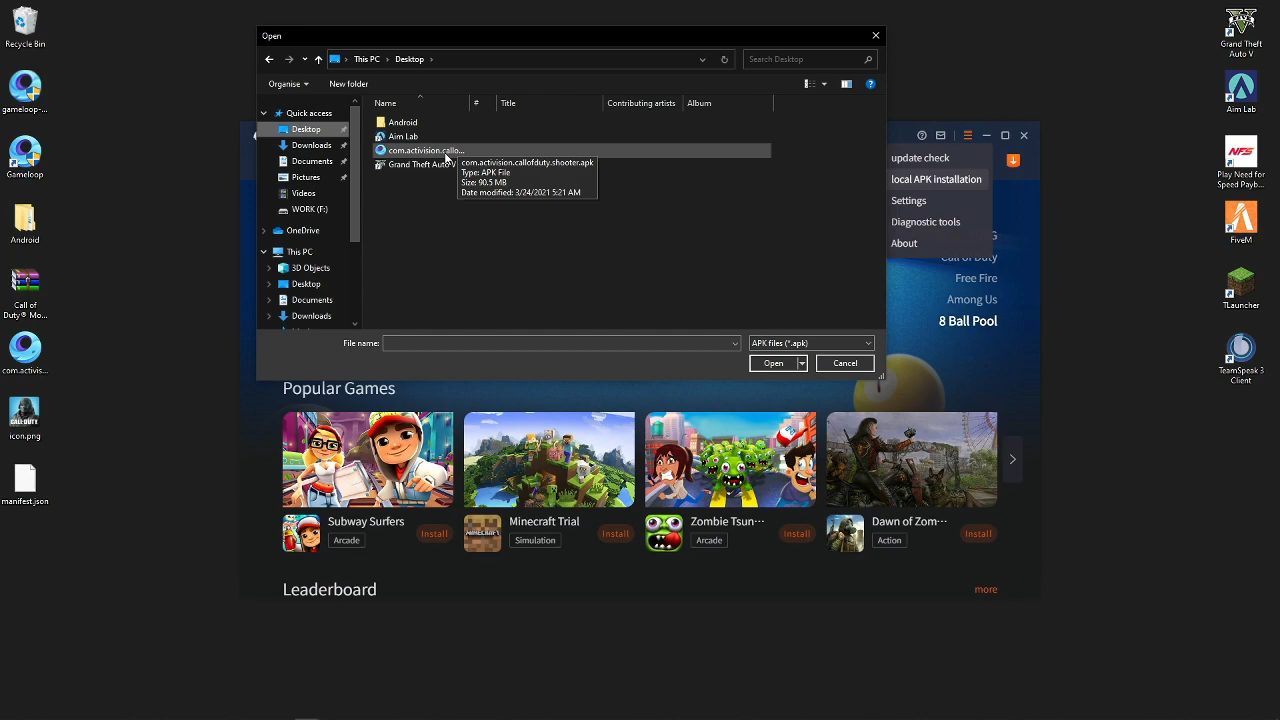 Recycle Bin
gameloop-...
Gameloop
Android
Call of
Duty® Mo...
com.activis...
icon.png
manifest.json
Open
This PC
Desktop
Search Desktop
Organise
New folder
Name
#
Title
Contributing artists
Album
Quick access
Desktop
Downloads
Documents
Pictures
Videos
WORK (F:)
OneDrive
This PC
3D Objects
Desktop
Documents
Downloads
Android
Aim Lab
com.activision.callo...
Grand Theft Auto V
com.activision.callofduty.shooter.apk
Type: APK File
Size: 90.5 MB
Date modified: 3/24/2021 5:21 AM
File name:
APK files (*.apk)
Open
Cancel
update check
local APK installation
Settings
Diagnostic tools
About
Call of Duty
Free Fire
Among Us
8 Ball Pool
Popular Games
Subway Surfers
Arcade
Install
Minecraft Trial
Simulation
Install
Zombie Tsun···
Arcade
Install
Dawn of Zom···
Action
Install
Leaderboard
more
Grand Theft
Auto V
Aim Lab
NFS
Play Need for
Speed Payb...
FiveM
TLauncher
TeamSpeak 3
Client